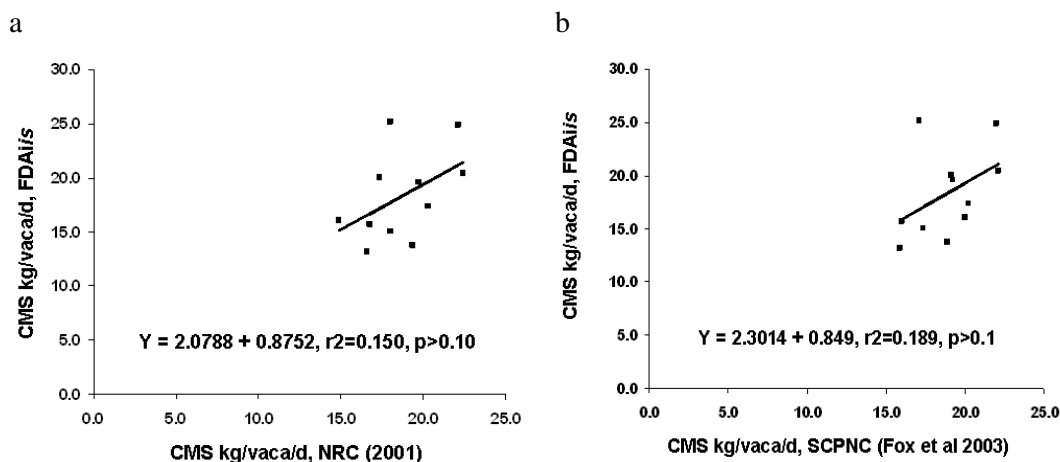 a
30.0
25.0
20.0
15.0
10.0
5.0
0.0
CMS kg/vaca/d, FDAi/s
Y = 2.0788 + 0.8752, r2=0.150, p>0.10
0.0 5.0 10.0 15.0 20.0 25.0
CMS kg/vaca/d, NRC (2001)
b
30.0
25.0
20.0
15.0
10.0
5.0
0.0
CMS kg/vaca/d, FDAi/s
Y = 2.3014 + 0.849, r2=0.189, p>0.1
0.0 5.0 10.0 15.0 20.0 25.0
CMS kg/vaca/d, SCPNC (Fox et al 2003)